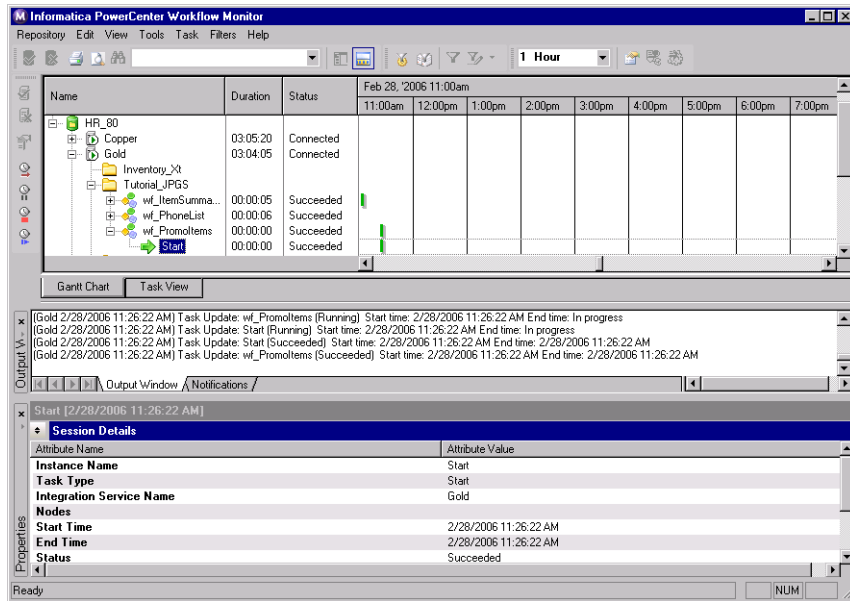 Informatica PowerCenter Workflow Monitor
Repository Edit View Tools Task Filters Help
1 Hour
Name Duration Status Feb 28, '2006 11:00am
11:00am 12:00pm 1:00pm 2:00pm 3:00pm 4:00pm 5:00pm 6:00pm 7:00pm
HR_80
Copper 03:05:20 Connected
Gold 03:04:05 Connected
Inventory_Xt
Tutorial_JPGS
wf_ItemSumma... 00:00:05 Succeeded
wf_PhoneList 00:00:06 Succeeded
wf_PromoItems 00:00:00 Succeeded
Start 00:00:00 Succeeded
Gantt Chart Task View
(Gold 2/28/2006 11:26:22 AM) Task Update: wf_PromoItems (Running) Start time: 2/28/2006 11:26:22 AM End time: In progress
(Gold 2/28/2006 11:26:22 AM) Task Update: Start (Running) Start time: 2/28/2006 11:26:22 AM End time: In progress
(Gold 2/28/2006 11:26:22 AM) Task Update: Start (Succeeded) Start time: 2/28/2006 11:26:22 AM End time: 2/28/2006 11:26:22 AM
(Gold 2/28/2006 11:26:22 AM) Task Update: wf_PromoItems (Succeeded) Start time: 2/28/2006 11:26:22 AM End time: 2/28/2006 11:26:22 AM
Output Window Notifications
Output
Start [2/28/2006 11:26:22 AM]
Session Details
Attribute Name Attribute Value
Instance Name Start
Task Type Start
Integration Service Name Gold
Nodes
Start Time 2/28/2006 11:26:22 AM
End Time 2/28/2006 11:26:22 AM
Status Succeeded
Properties
Ready NUM